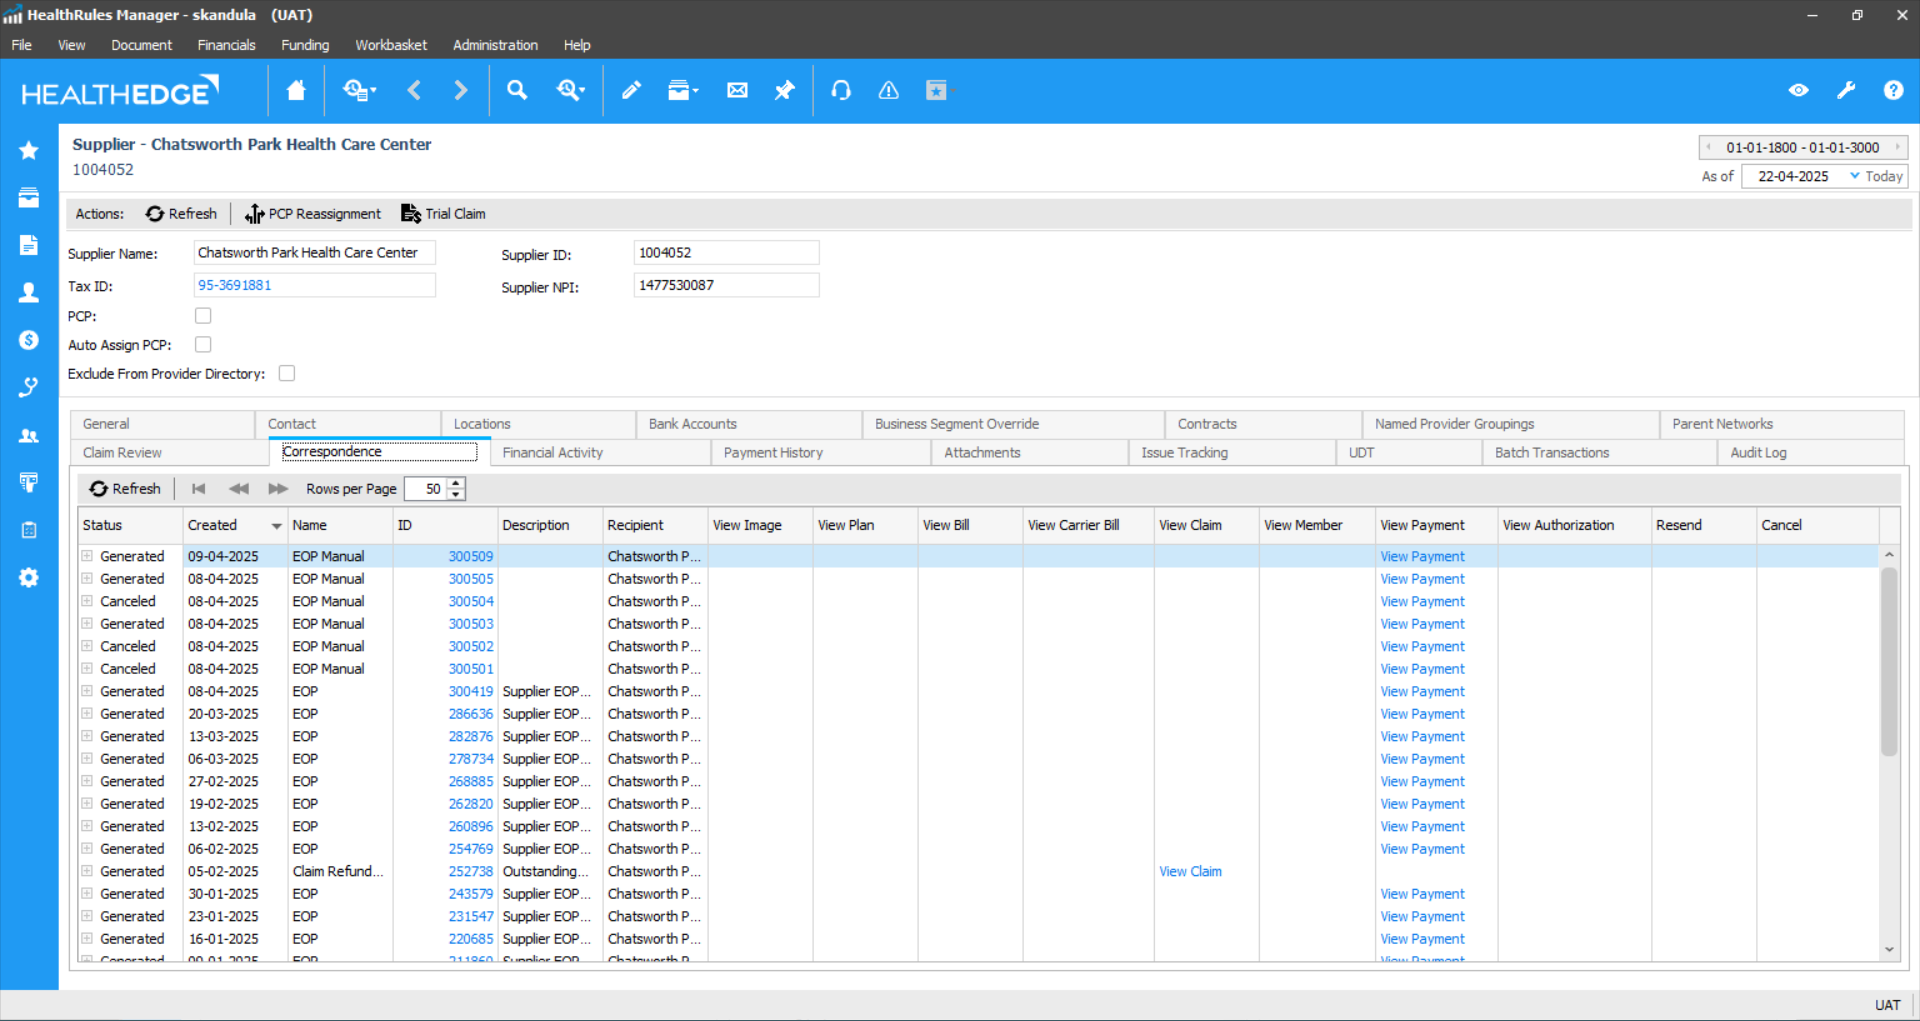 HealthRules Manager - skandula (UAT)
File View Document Financials Funding Workbasket Administration Help
HEALTHEDGE
Supplier - Chatsworth Park Health Care Center
1004052
01-01-1800 - 01-01-3000
As of 22-04-2025 Today
Actions: Refresh PCP Reassignment Trial Claim
Supplier Name: Chatsworth Park Health Care Center Supplier ID: 1004052
Tax ID: 95-3691881 Supplier NPI: 1477530087
PCP:
Auto Assign PCP:
Exclude From Provider Directory:
General Contact Locations Bank Accounts Business Segment Override Contracts Named Provider Groupings Parent Networks
Claim Review Correspondence Financial Activity Payment History Attachments Issue Tracking UDT Batch Transactions Audit Log
Refresh Rows per Page 50
Status Created Name ID Description Recipient View Image View Plan View Bill View Carrier Bill View Claim View Member View Payment View Authorization Resend Cancel
Generated 09-04-2025 EOP Manual 300509 Chatsworth P... View Payment
Generated 08-04-2025 EOP Manual 300505 Chatsworth P... View Payment
Canceled 08-04-2025 EOP Manual 300504 Chatsworth P... View Payment
Generated 08-04-2025 EOP Manual 300503 Chatsworth P... View Payment
Canceled 08-04-2025 EOP Manual 300502 Chatsworth P... View Payment
Canceled 08-04-2025 EOP Manual 300501 Chatsworth P... View Payment
Generated 08-04-2025 EOP 300419 Supplier EOP... Chatsworth P... View Payment
Generated 20-03-2025 EOP 286636 Supplier EOP... Chatsworth P... View Payment
Generated 13-03-2025 EOP 282876 Supplier EOP... Chatsworth P... View Payment
Generated 06-03-2025 EOP 278734 Supplier EOP... Chatsworth P... View Payment
Generated 27-02-2025 EOP 268885 Supplier EOP... Chatsworth P... View Payment
Generated 19-02-2025 EOP 262820 Supplier EOP... Chatsworth P... View Payment
Generated 13-02-2025 EOP 260896 Supplier EOP... Chatsworth P... View Payment
Generated 06-02-2025 EOP 254769 Supplier EOP... Chatsworth P... View Payment
Generated 05-02-2025 Claim Refund... 252738 Outstanding... Chatsworth P... View Claim
Generated 30-01-2025 EOP 243579 Supplier EOP... Chatsworth P... View Payment
Generated 23-01-2025 EOP 231547 Supplier EOP... Chatsworth P... View Payment
Generated 16-01-2025 EOP 220685 Supplier EOP... Chatsworth P... View Payment
Generated 09-01-2025 EOP 211860 Supplier EOP... Chatsworth P... View Payment
UAT